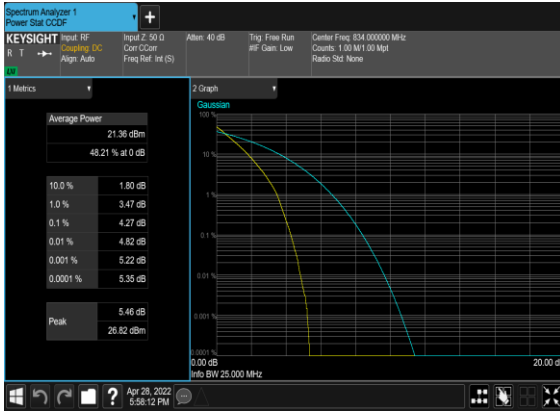 Spectrum Analyzer 1
Power Stat CCDF
+
KEYSIGHT
R T
LXI
Input: RF
Coupling: DC
Align: Auto
Input Z: 50 Ω
Corr CCorr
Freq Ref: Int (S)
Atten: 40 dB
Trig: Free Run
#IF Gain: Low
Center Freq: 834.000000 MHz
Counts: 1.00 M/1.00 Mpt
Radio Std: None
1 Metrics
Average Power
21.36 dBm
48.21 % at 0 dB
10.0 % 1.80 dB
1.0 % 3.47 dB
0.1 % 4.27 dB
0.01 % 4.82 dB
0.001 % 5.22 dB
0.0001 % 5.35 dB
Peak
5.46 dB
26.82 dBm
2 Graph
Gaussian
100 %
10 %
1 %
0.1 %
0.01 %
0.001 %
0.0001 %
0.00 dB
20.00 d
Info BW 25.000 MHz
?
Apr 28, 2022
5:58:12 PM